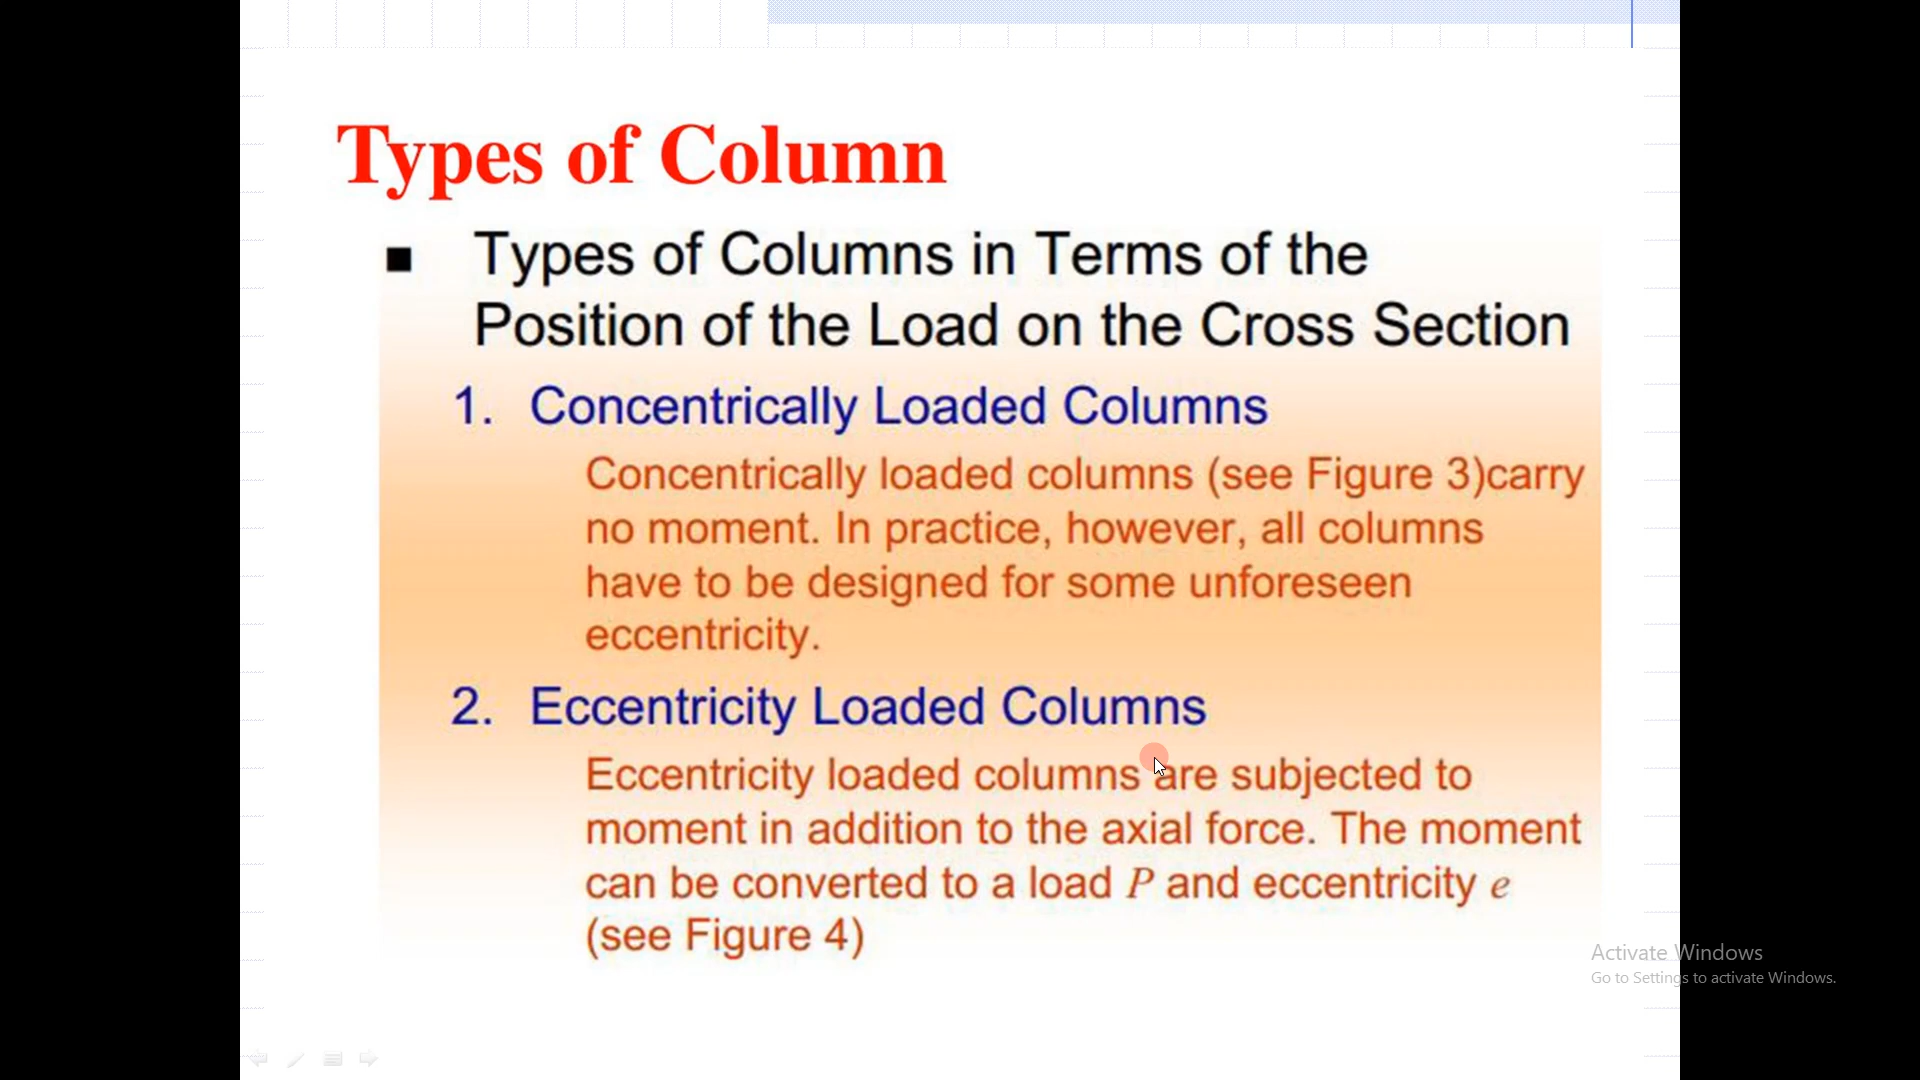 Types of Column
■ Types of Columns in Terms of the
Position of the Load on the Cross Section
1. Concentrically Loaded Columns
Concentrically loaded columns (see Figure 3)carry
no moment. In practice, however, all columns
have to be designed for some unforeseen
eccentricity.
2. Eccentricity Loaded Columns
Eccentricity loaded columns are subjected to
moment in addition to the axial force. The moment
can be converted to a load P and eccentricity e
(see Figure 4)
Activate Windows
Go to Settings to activate Windows.